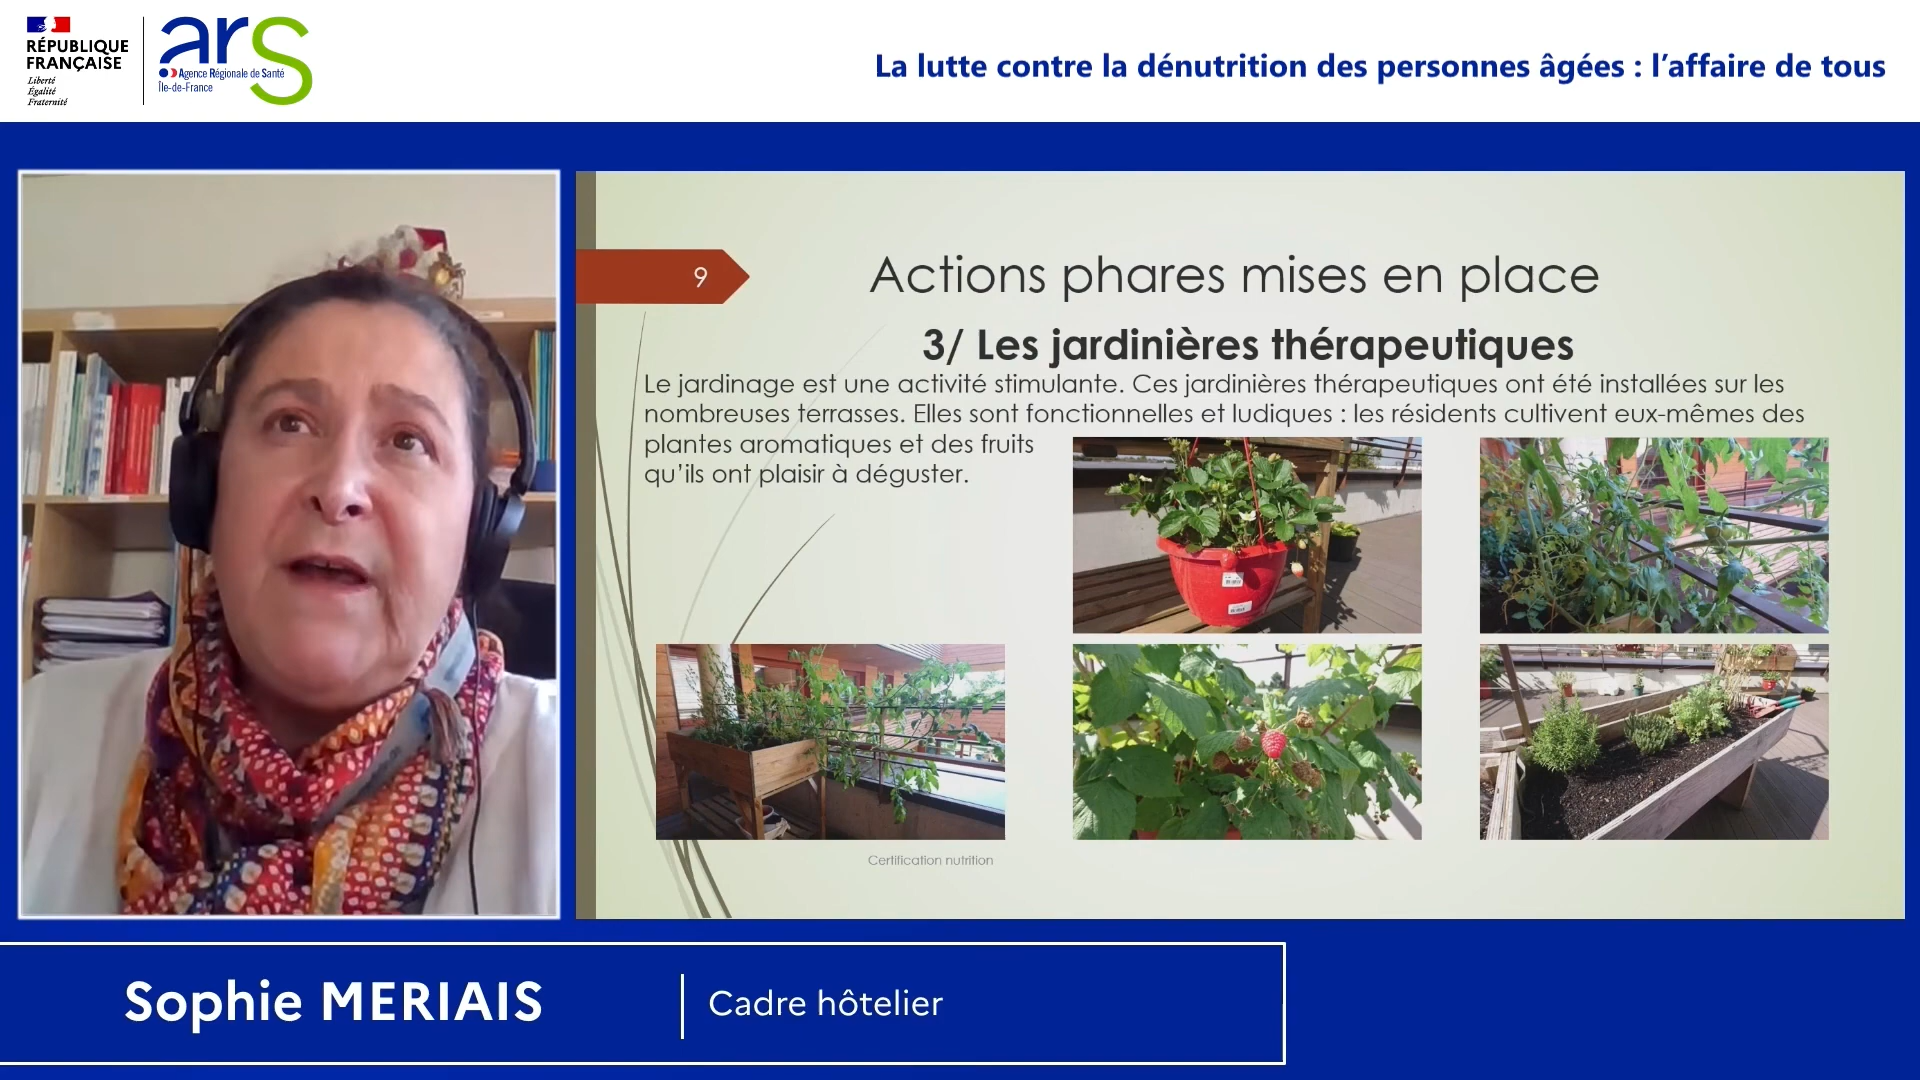 RÉPUBLIQUE
FRANÇAISE
Liberté
Égalité
Fraternité
ars
Agence Régionale de Santé
Île-de-France
La lutte contre la dénutrition des personnes âgées : l’affaire de tous
9
Actions phares mises en place
3/ Les jardinières thérapeutiques
Le jardinage est une activité stimulante. Ces jardinières thérapeutiques ont été installées sur les
nombreuses terrasses. Elles sont fonctionnelles et ludiques : les résidents cultivent eux-mêmes des
plantes aromatiques et des fruits
qu’ils ont plaisir à déguster.
Certification nutrition
Sophie MERIAIS
Cadre hôtelier